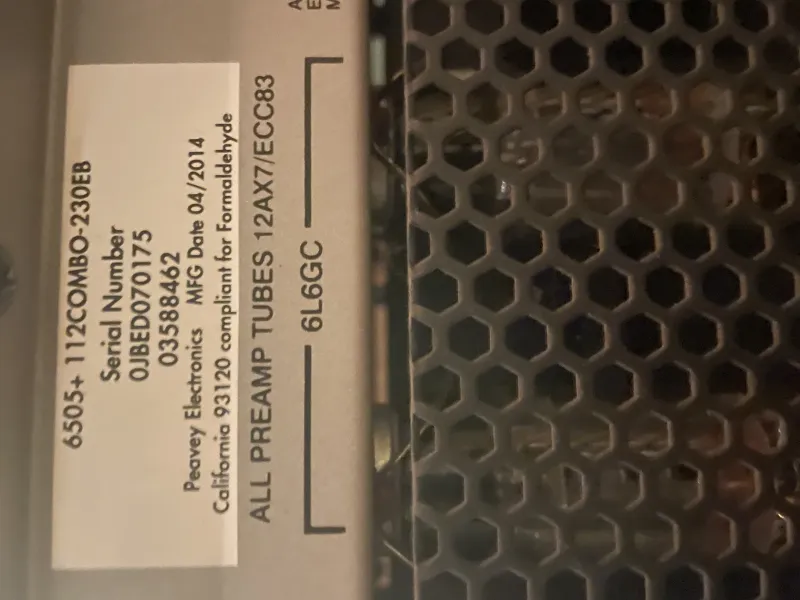 6505+ 112COMBO-230EB
Serial Number
0JBED070175
03588462
Peavey Electronics MFG Date 04/2014
California 93120 compliant for Formaldehyde
ALL PREAMP TUBES 12AX7/ECC83
6L6GC